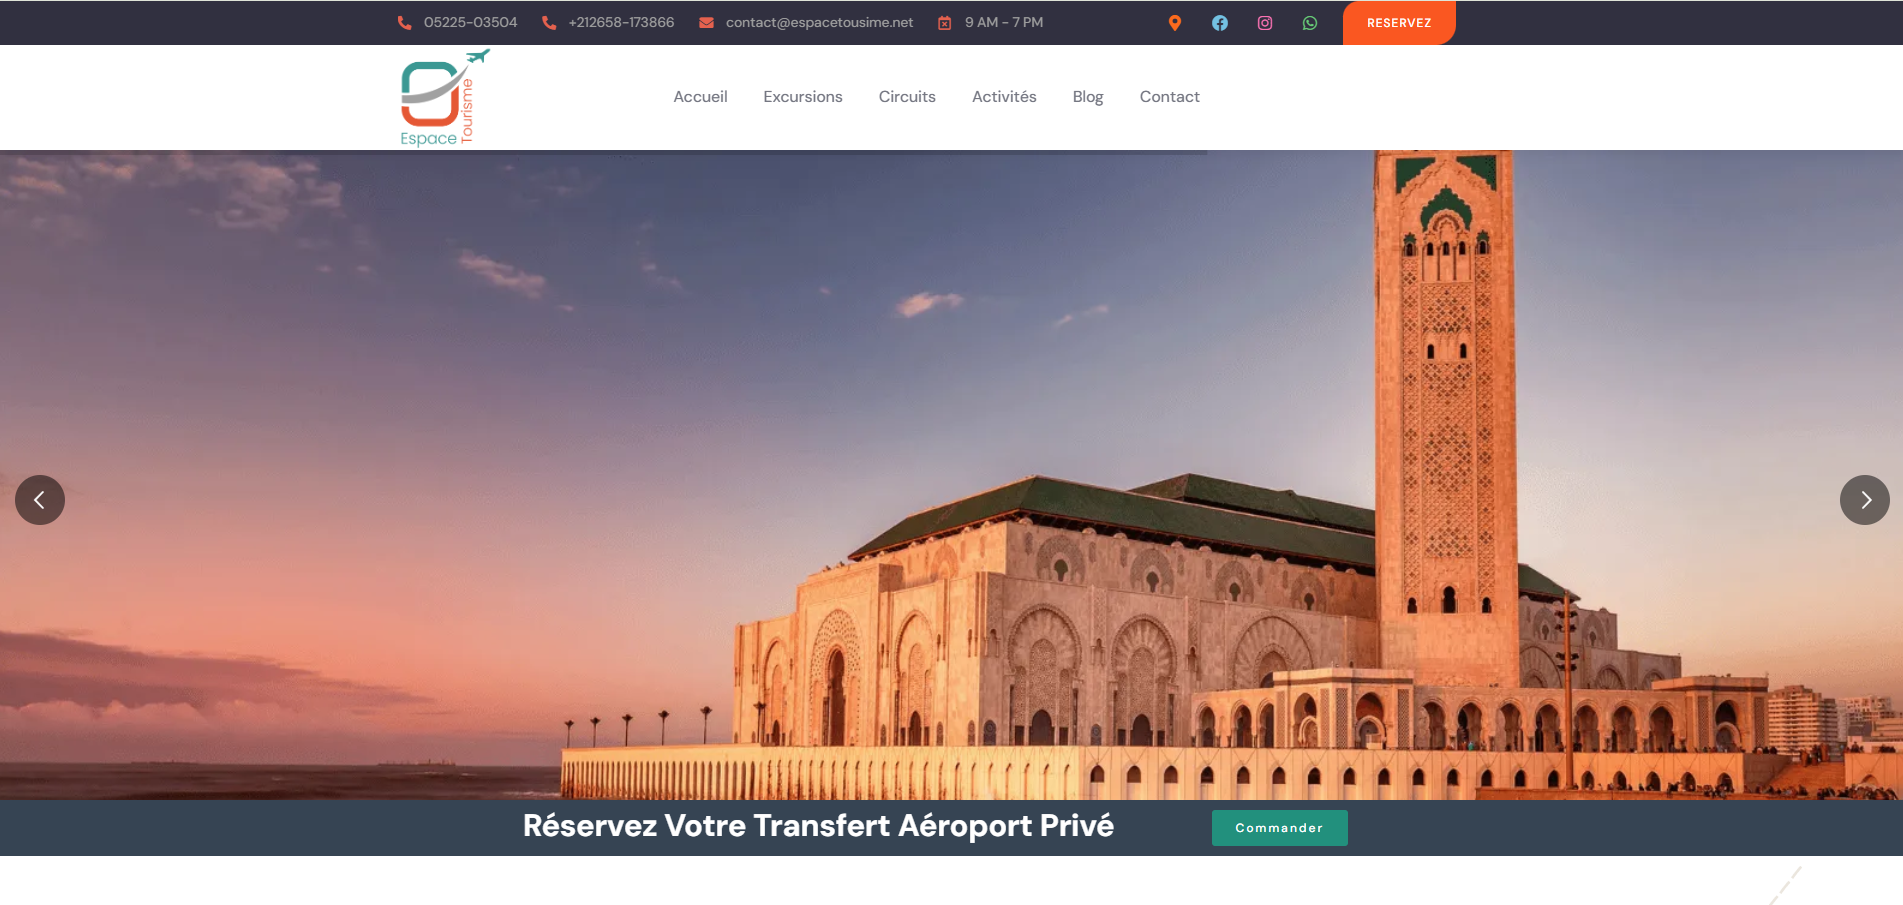 05225-03504 +212658-173866 contact@espacetousime.net 9 AM - 7 PM RESERVEZ
Espace Tourisme
Accueil Excursions Circuits Activités Blog Contact
Réservez Votre Transfert Aéroport Privé Commander